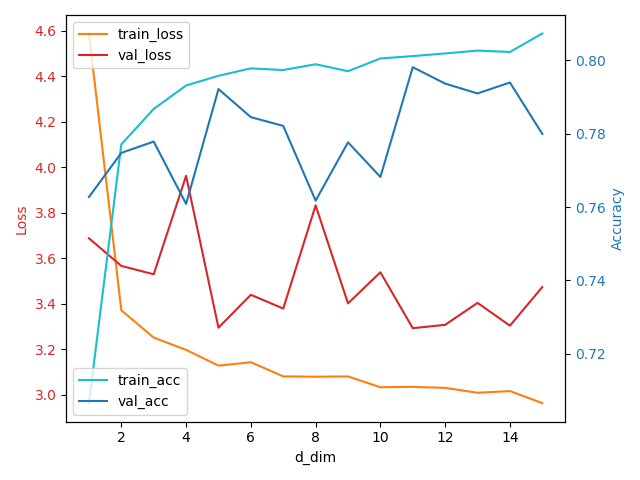 train_loss
val_loss
train_acc
val_acc
4.6
4.4
4.2
4.0
3.8
3.6
3.4
3.2
3.0
Loss
0.80
0.78
0.76
0.74
0.72
Accuracy
2 4 6 8 10 12 14
d_dim